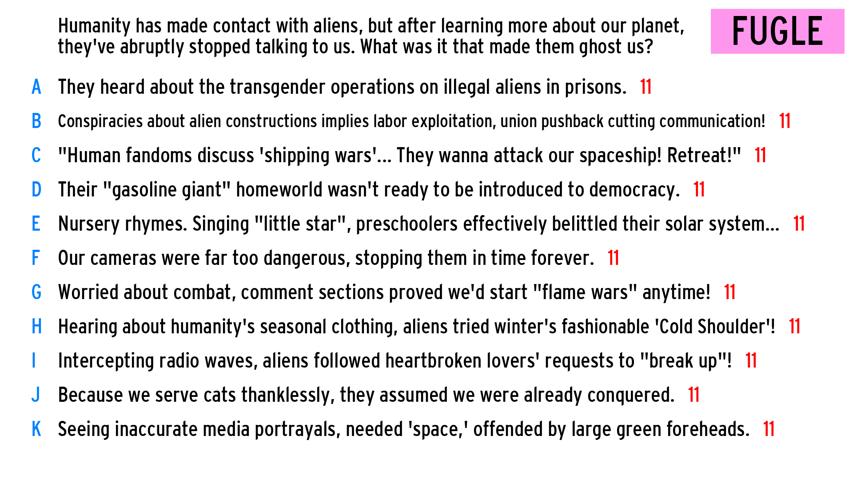 Humanity has made contact with aliens, but after learning more about our planet,
they've abruptly stopped talking to us. What was it that made them ghost us?
FUGLE
A They heard about the transgender operations on illegal aliens in prisons. 11
B Conspiracies about alien constructions implies labor exploitation, union pushback cutting communication! 11
C "Human fandoms discuss 'shipping wars'... They wanna attack our spaceship! Retreat!" 11
D Their "gasoline giant" homeworld wasn't ready to be introduced to democracy. 11
E Nursery rhymes. Singing "little star", preschoolers effectively belittled their solar system... 11
F Our cameras were far too dangerous, stopping them in time forever. 11
G Worried about combat, comment sections proved we'd start "flame wars" anytime! 11
H Hearing about humanity's seasonal clothing, aliens tried winter's fashionable 'Cold Shoulder'! 11
I Intercepting radio waves, aliens followed heartbroken lovers' requests to "break up"! 11
J Because we serve cats thanklessly, they assumed we were already conquered. 11
K Seeing inaccurate media portrayals, needed 'space,' offended by large green foreheads. 11